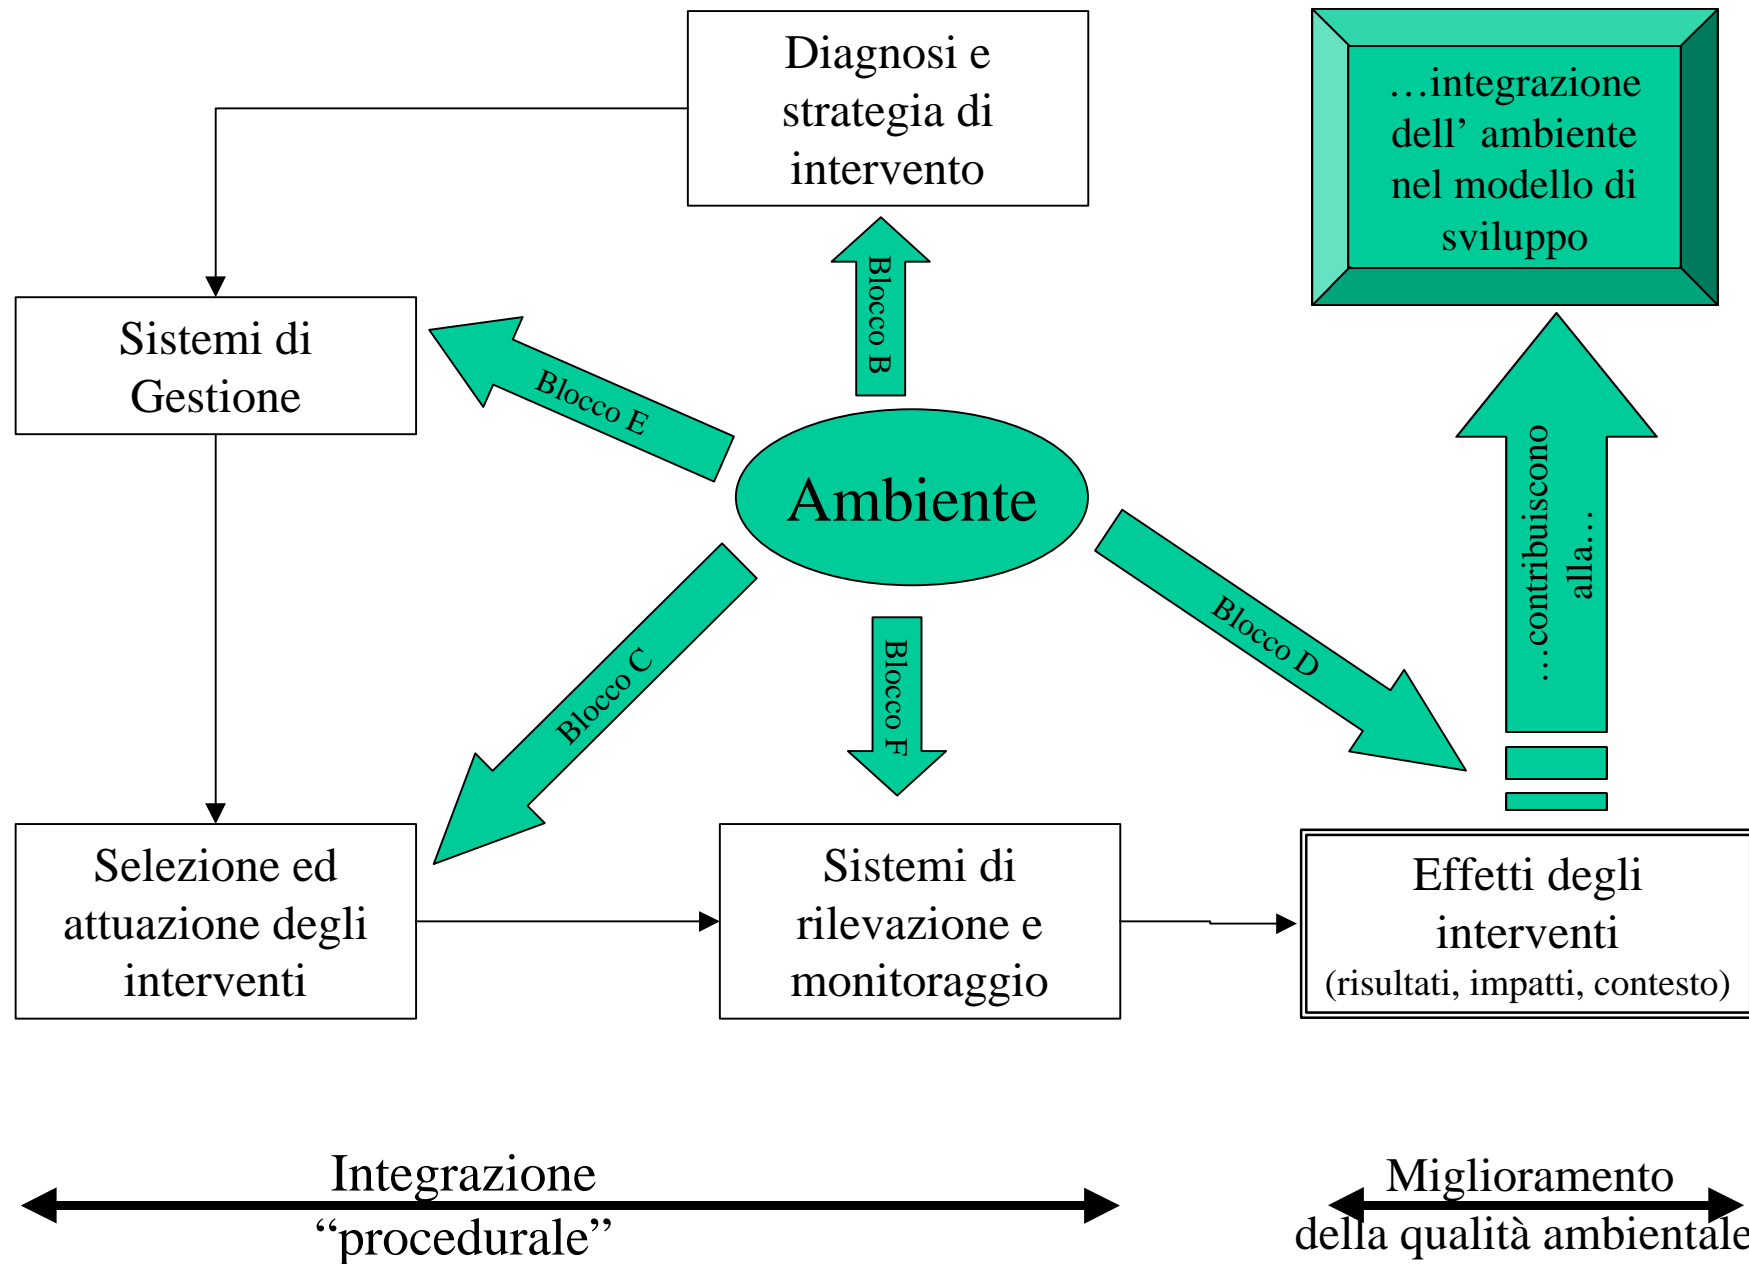 Diagnosi e
strategia di
intervento
…integrazione
dell’ ambiente
nel modello di
sviluppo
Sistemi di
Gestione
Blocco B
Blocco E
Ambiente
…contribuiscono
alla…
Blocco C
Blocco F
Blocco D
Selezione ed
attuazione degli
interventi
Sistemi di
rilevazione e
monitoraggio
Effetti degli
interventi
(risultati, impatti, contesto)
Integrazione
“procedurale”
Miglioramento
della qualità ambientale